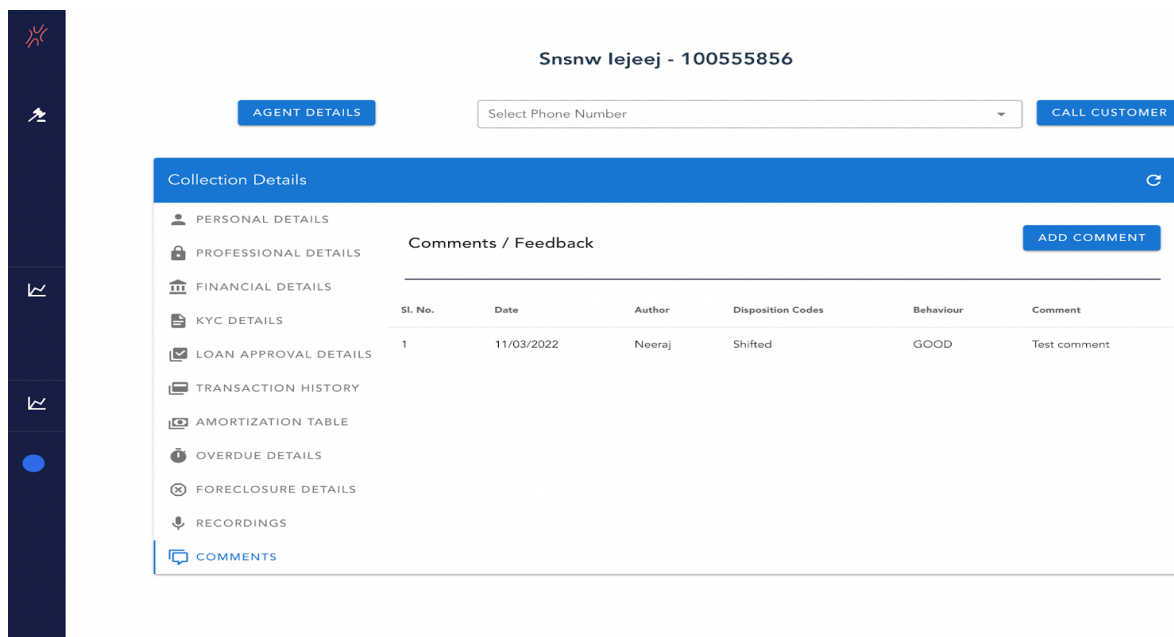 Snsnw Iejeej - 100555856
AGENT DETAILS
Select Phone Number
CALL CUSTOMER
Collection Details
PERSONAL DETAILS
PROFESSIONAL DETAILS
FINANCIAL DETAILS
KYC DETAILS
LOAN APPROVAL DETAILS
TRANSACTION HISTORY
AMORTIZATION TABLE
OVERDUE DETAILS
FORECLOSURE DETAILS
RECORDINGS
COMMENTS
Comments / Feedback
ADD COMMENT
Sl. No. Date Author Disposition Codes Behaviour Comment
1 11/03/2022 Neeraj Shifted GOOD Test comment